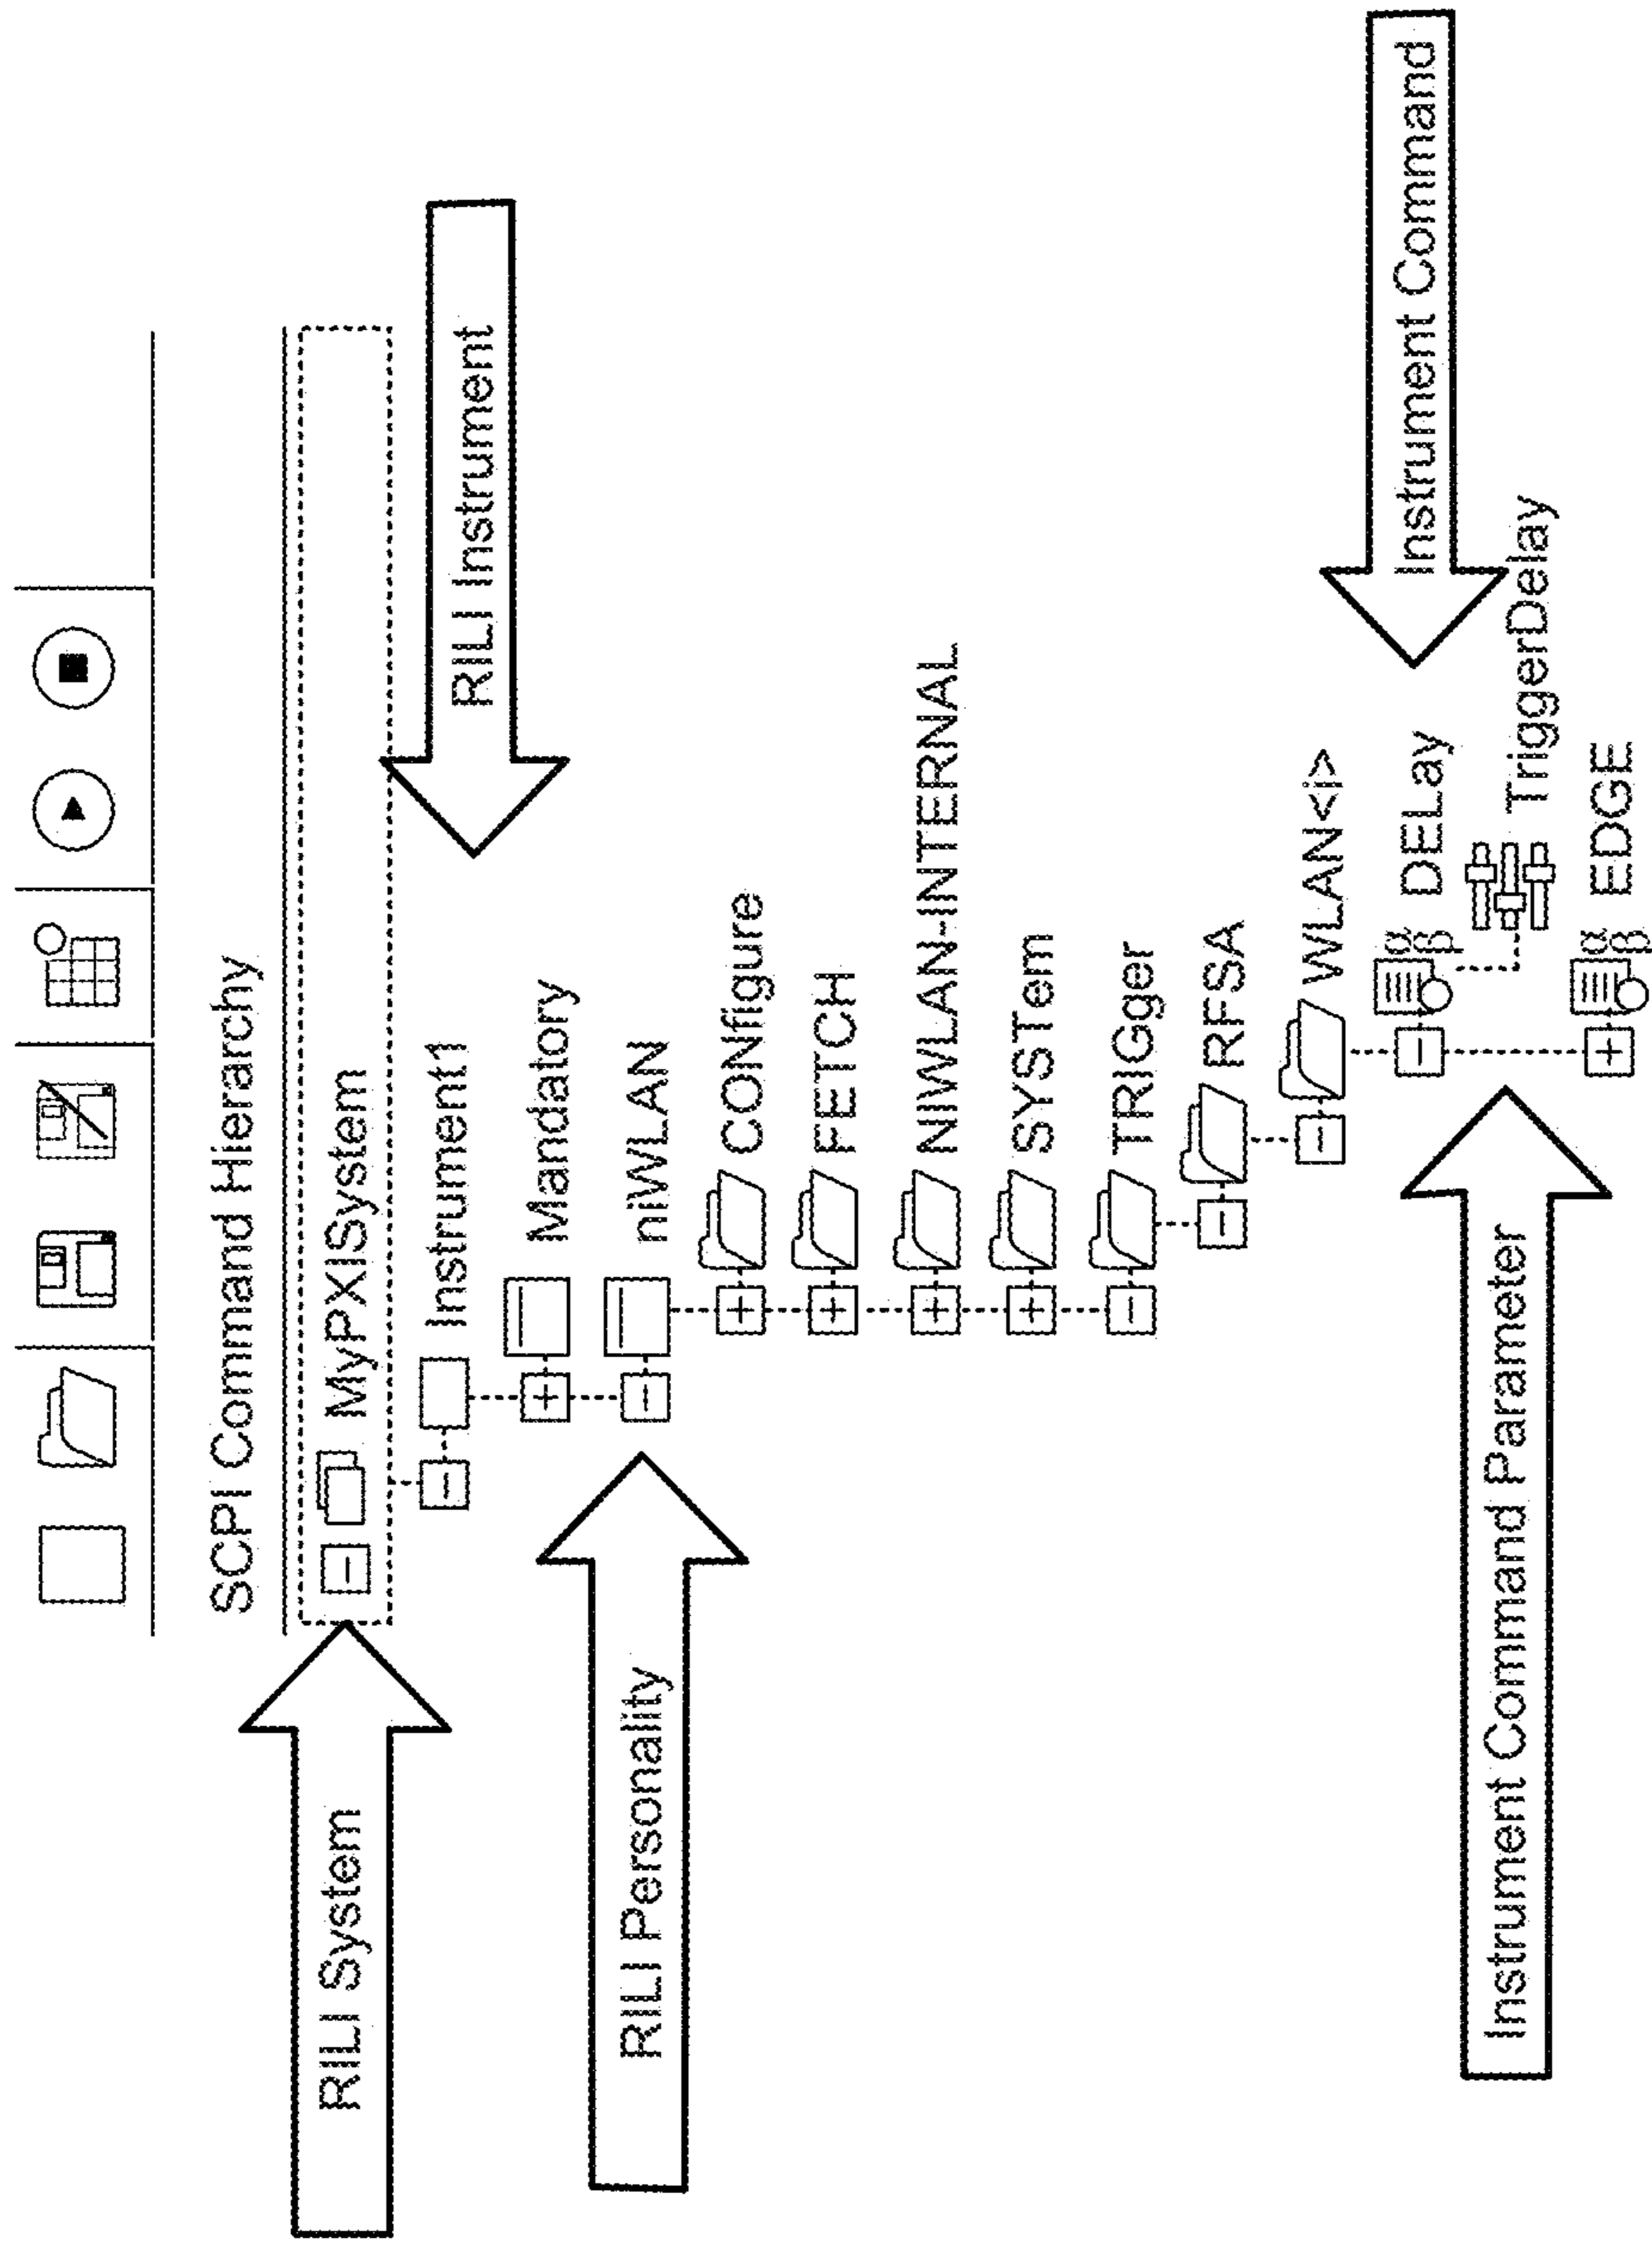 SCPI Command Hierarchy
RILI System
MyPXISystem
Instrument1
RILI Instrument
Mandatory
RILI Personality
niWLAN
CONfigure
FETCH
NIWLAN-INTERNAL
SYSTem
TRIGger
RFSA
WLAN<i>
α
β DELay
Instrument Command
Instrument Command Parameter
TriggerDelay
α
β EDGE